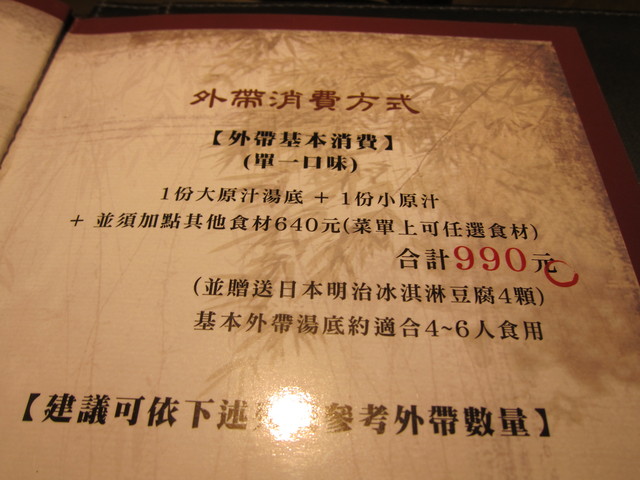 外帶消費方式
【外帶基本消費】
(單一口味)
1份大原汁湯底 + 1份小原汁
+ 並須加點其他食材640元(菜單上可任選食材)
合計990元
(並贈送日本明治冰淇淋豆腐4顆)
基本外帶湯底約適合4~6人食用
【建議可依下述參考外帶數量】